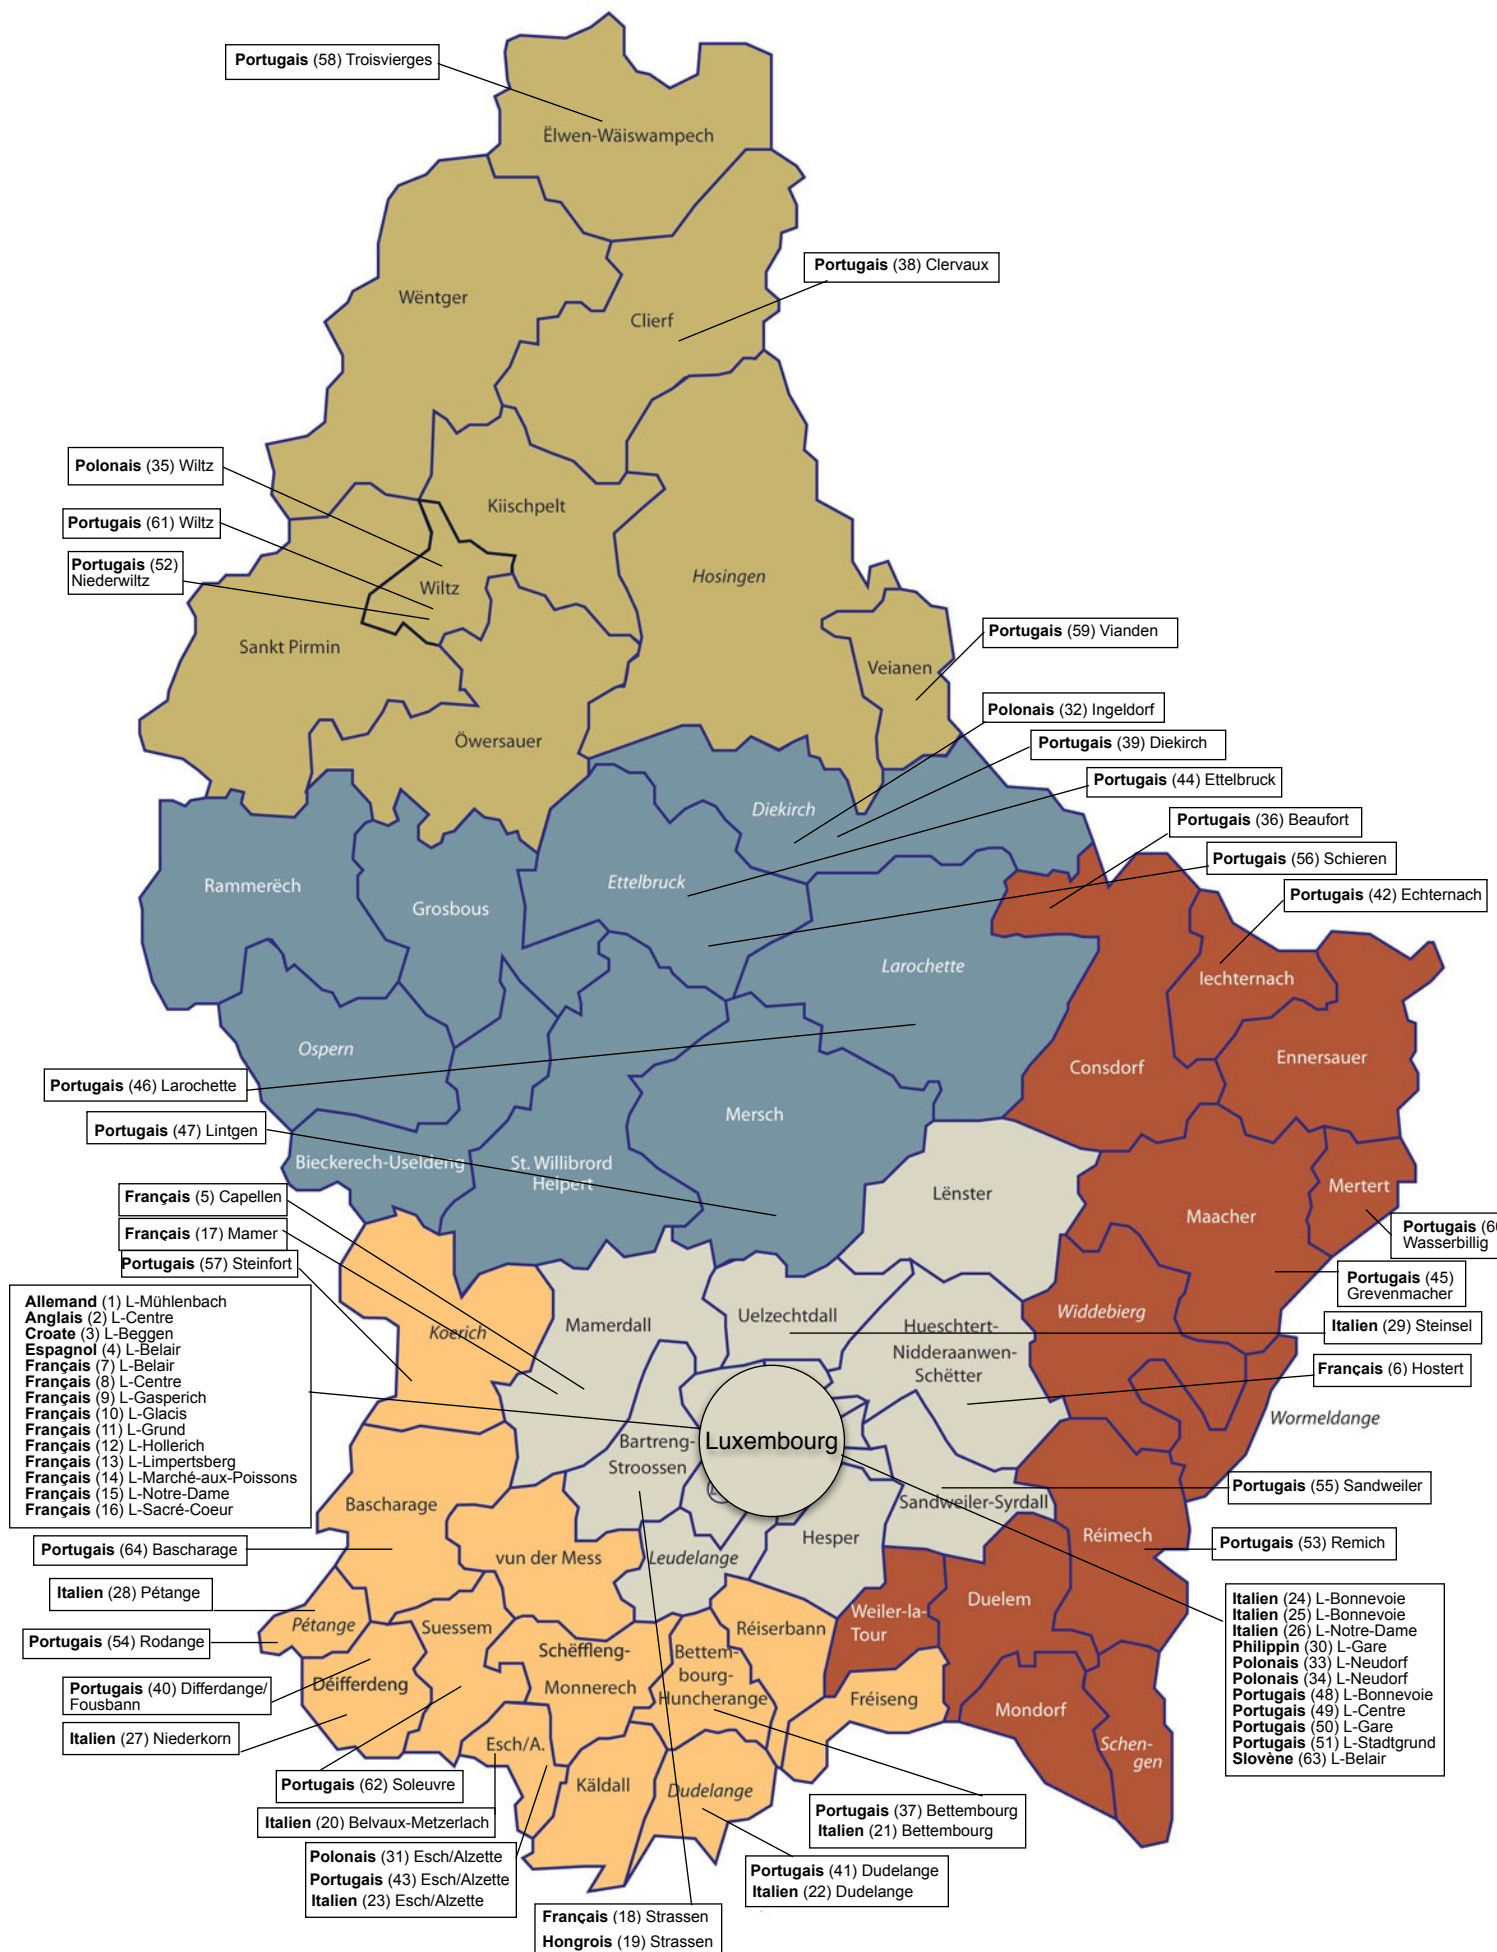 Portugais (58) Troisvierges
Ëlwen-Wäiswampech
Portugais (38) Clervaux
Wëntger
Clierf
Polonais (35) Wiltz
Kiischpelt
Portugais (61) Wiltz
Portugais (52)
Niederwiltz
Wiltz
Hosingen
Sankt Pirmin
Portugais (59) Vianden
Veianen
Polonais (32) Ingeldorf
Öwersauer
Portugais (39) Diekirch
Portugais (44) Ettelbruck
Diekirch
Portugais (36) Beaufort
Portugais (56) Schieren
Rammerëch
Ettelbruck
Grosbous
Portugais (42) Echternach
Larochette
Iechternach
Ospern
Ennersauer
Consdorf
Portugais (46) Larochette
Mersch
Portugais (47) Lintgen
Bieckerech-Useldeng
St. Willibrord
Helpert
Lënster
Mertert
Maacher
Français (5) Capellen
Français (17) Mamer
Portugais (57) Steinfort
Portugais (6
Wasserbillig
Portugais (45)
Grevenmacher
Allemand (1) L-Mühlenbach
Anglais (2) L-Centre
Croate (3) L-Beggen
Espagnol (4) L-Belair
Français (7) L-Belair
Français (8) L-Centre
Français (9) L-Gasperich
Français (10) L-Glacis
Français (11) L-Grund
Français (12) L-Hollerich
Français (13) L-Limpertsberg
Français (14) L-Marché-aux-Poissons
Français (15) L-Notre-Dame
Français (16) L-Sacré-Coeur
Koerich
Mamerdall
Uelzechtdall
Hueschtert-
Nidderaanwen-
Schëtter
Widdebierg
Italien (29) Steinsel
Français (6) Hostert
Wormeldange
Bartreng-
Stroossen
Luxembourg
Portugais (55) Sandweiler
Sandweiler-Syrdall
Bascharage
Réimech
Hesper
Portugais (64) Bascharage
vun der Mess
Leudelange
Portugais (53) Remich
Italien (28) Pétange
Pétange
Suessem
Duelem
Weiler-la-
Tour
Réiserbann
Portugais (54) Rodange
Schëffleng-
Monnerech
Bettem-
bourg-
Huncherange
Déifferdeng
Portugais (40) Differdange/
Fousbann
Fréiseng
Mondorf
Italien (27) Niederkorn
Esch/A.
Schen-
gen
Italien (24) L-Bonnevoie
Italien (25) L-Bonnevoie
Italien (26) L-Notre-Dame
Philippin (30) L-Gare
Polonais (33) L-Neudorf
Polonais (34) L-Neudorf
Portugais (48) L-Bonnevoie
Portugais (49) L-Centre
Portugais (50) L-Gare
Portugais (51) L-Stadtgrund
Slovène (63) L-Belair
Portugais (62) Soleuvre
Käldall
Dudelange
Italien (20) Belvaux-Metzerlach
Portugais (37) Bettembourg
Italien (21) Bettembourg
Polonais (31) Esch/Alzette
Portugais (43) Esch/Alzette
Italien (23) Esch/Alzette
Portugais (41) Dudelange
Italien (22) Dudelange
Français (18) Strassen
Hongrois (19) Strassen